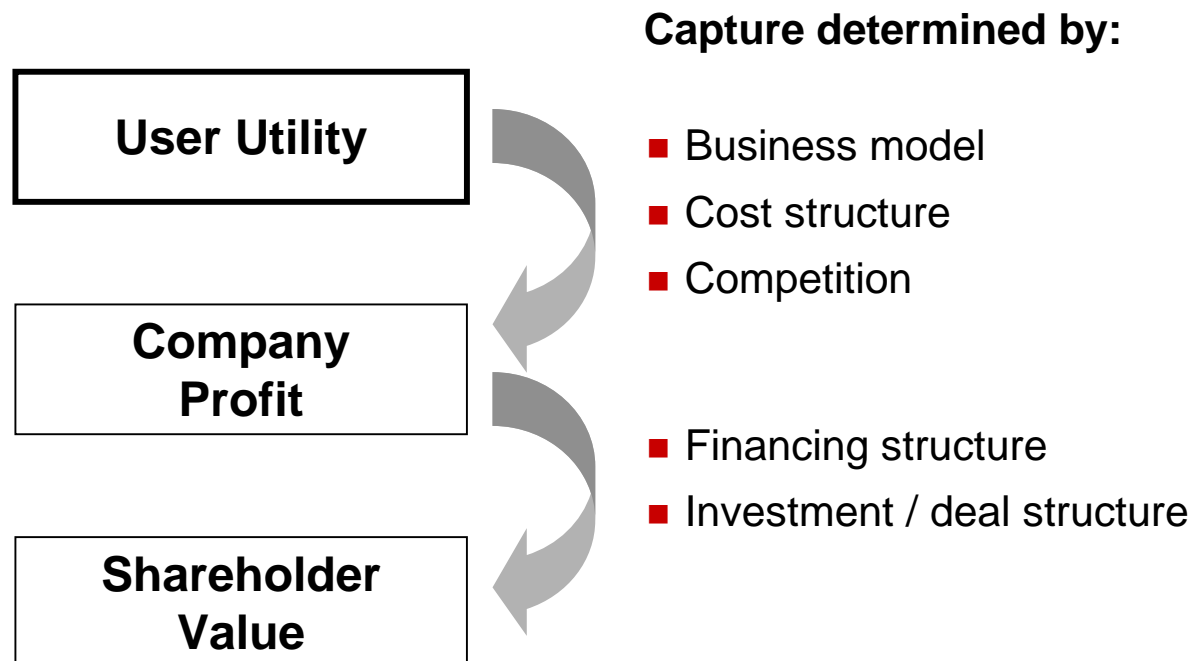 Capture determined by:
User Utility
■ Business model
■ Cost structure
■ Competition
Company
Profit
■ Financing structure
■ Investment / deal structure
Shareholder
Value